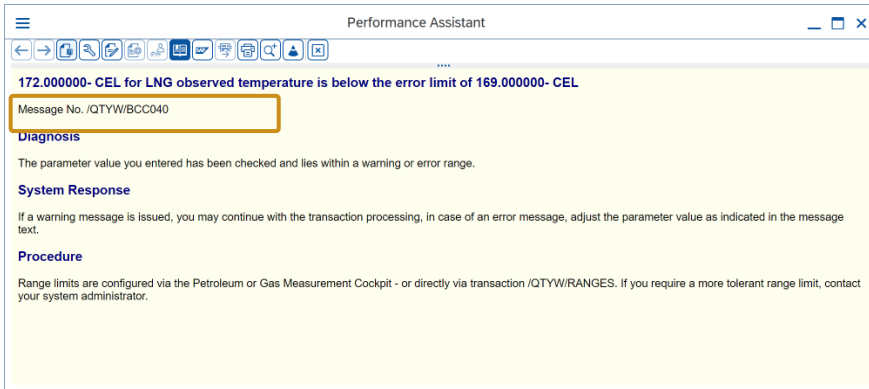 Performance Assistant
172.000000- CEL for LNG observed temperature is below the error limit of 169.000000- CEL
Message No. /QTYW/BCC040
Diagnosis
The parameter value you entered has been checked and lies within a warning or error range.
System Response
If a warning message is issued, you may continue with the transaction processing, in case of an error message, adjust the parameter value as indicated in the message
text.
Procedure
Range limits are configured via the Petroleum or Gas Measurement Cockpit - or directly via transaction /QTYW/RANGES. If you require a more tolerant range limit, contact
your system administrator.